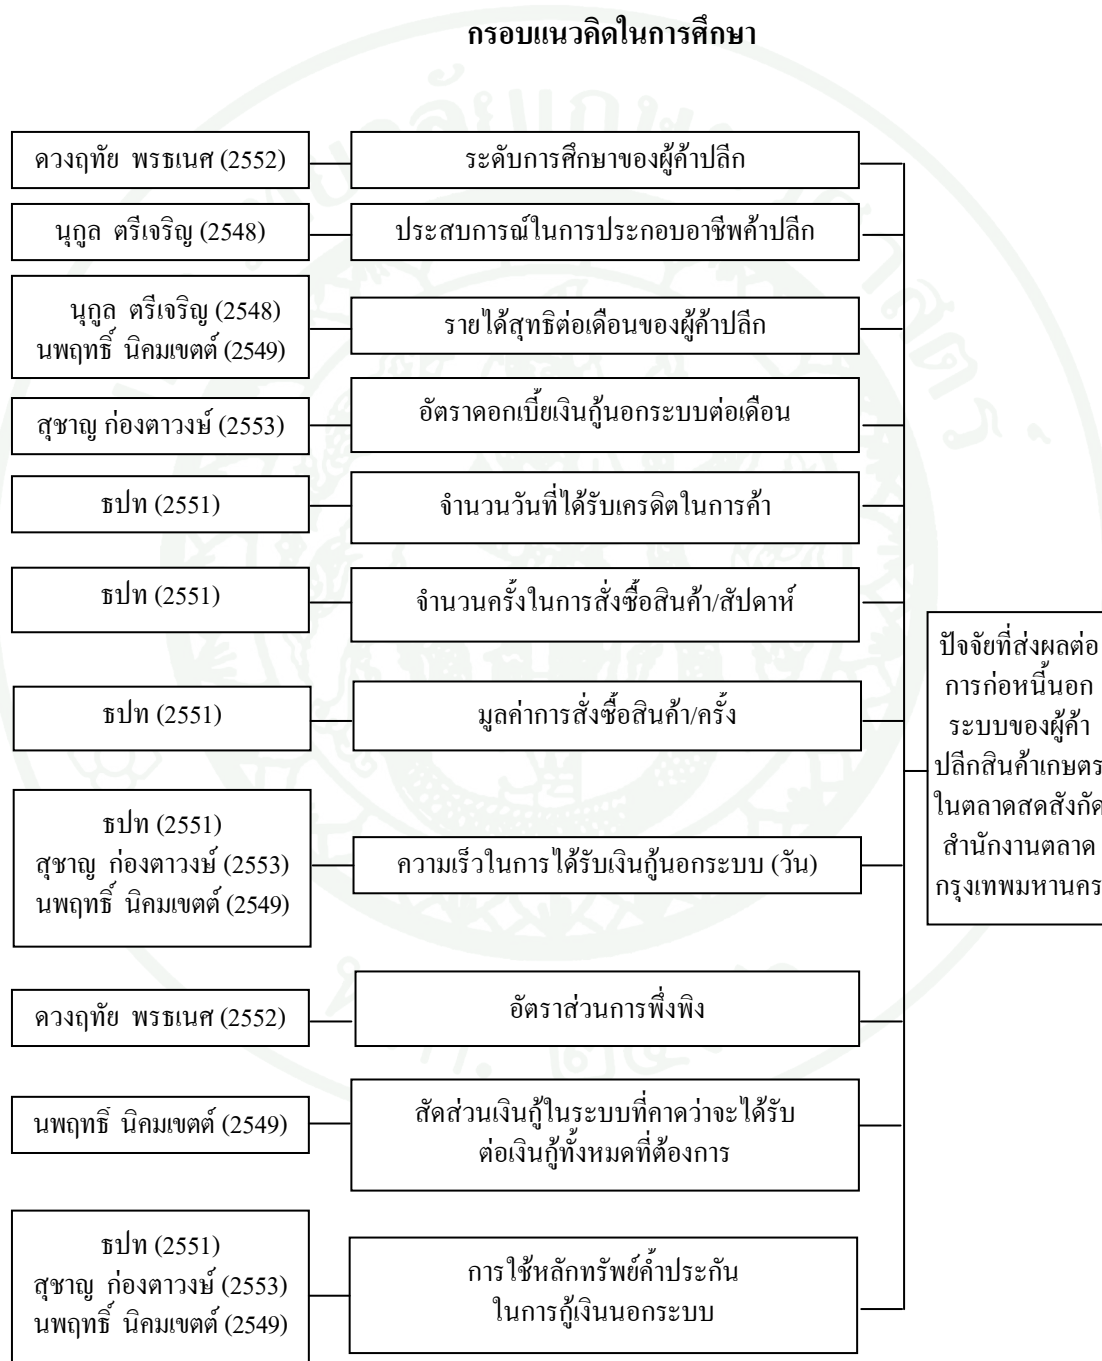 กรอบแนวคิดในการศึกษา
ดวงฤทัย พรธเนศ (2552)
ระดับการศึกษาของผู้ค้าปลีก
นุกูล ตรีเจริญ (2548)
ประสบการณ์ในการประกอบอาชีพค้าปลีก
นุกูล ตรีเจริญ (2548)
นพฤทธิ์ นิคมเขตต์ (2549)
รายได้สุทธิต่อเดือนของผู้ค้าปลีก
สุชาญ ก่องตาวงษ์ (2553)
อัตราดอกเบี้ยเงินกู้นอกระบบต่อเดือน
ธปท (2551)
จำนวนวันที่ได้รับเครดิตในการค้า
ธปท (2551)
จำนวนครั้งในการสั่งซื้อสินค้า/สัปดาห์
ธปท (2551)
มูลค่าการสั่งซื้อสินค้า/ครั้ง
ธปท (2551)
สุชาญ ก่องตาวงษ์ (2553)
นพฤทธิ์ นิคมเขตต์ (2549)
ความเร็วในการได้รับเงินกู้นอกระบบ (วัน)
ดวงฤทัย พรธเนศ (2552)
อัตราส่วนการพึ่งพิง
นพฤทธิ์ นิคมเขตต์ (2549)
สัดส่วนเงินกู้ในระบบที่คาดว่าจะได้รับ
ต่อเงินกู้ทั้งหมดที่ต้องการ
ธปท (2551)
สุชาญ ก่องตาวงษ์ (2553)
นพฤทธิ์ นิคมเขตต์ (2549)
การใช้หลักทรัพย์ค้ำประกัน
ในการกู้เงินนอกระบบ
ปัจจัยที่ส่งผลต่อ
การก่อหนี้นอก
ระบบของผู้ค้า
ปลีกสินค้าเกษตร
ในตลาดสดสังกัด
สำนักงานตลาด
กรุงเทพมหานคร